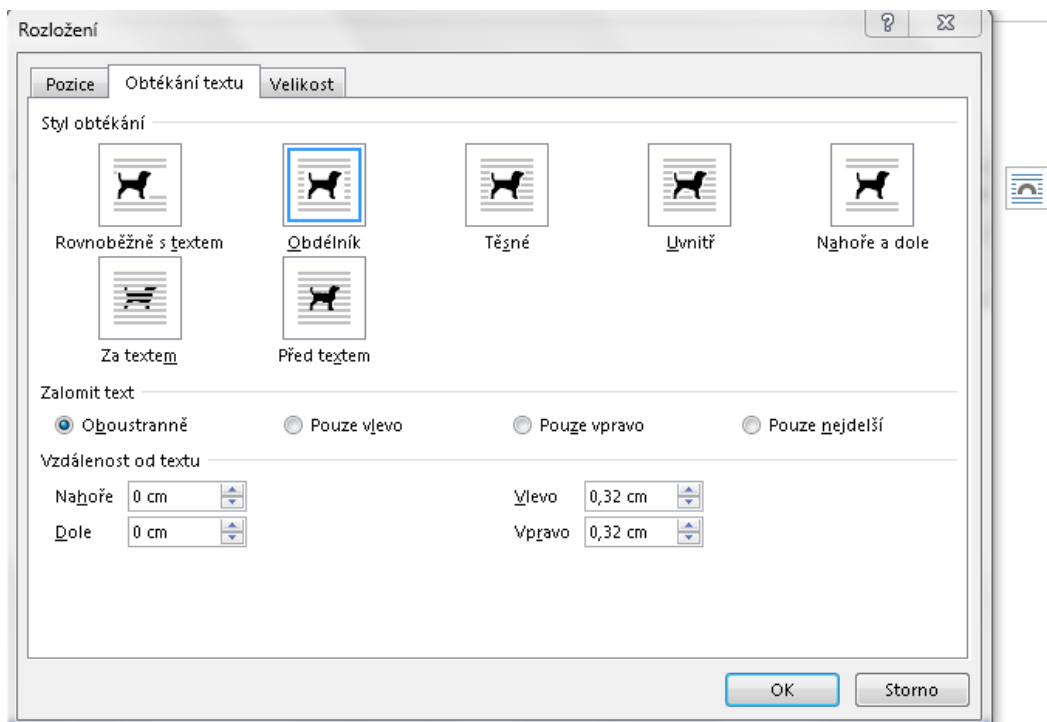 Rozložení
Pozice Obtékání textu Velikost
Styl obtékání
Rovnoběžně s textem Obdélník Těsné Uvnitř Nahoře a dole
Za textem Před textem
Zalomit text
Oboustranně Pouze vlevo Pouze vpravo Pouze nejdelší
Vzdálenost od textu
Nahoře 0 cm Vlevo 0,32 cm
Dole 0 cm Vpravo 0,32 cm
OK Storno